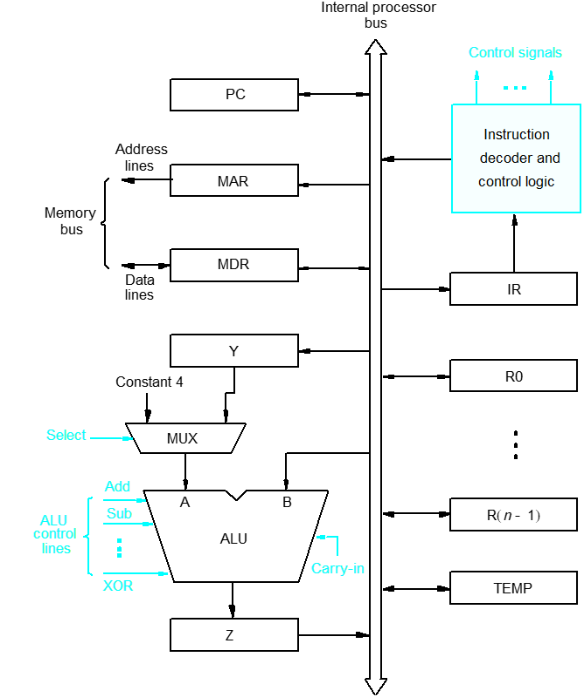 Internal processor
bus
Control signals
PC
Instruction
decoder and
control logic
Address
lines
MAR
Memory
bus
MDR
Data
lines
IR
Y
Constant 4
R0
Select
MUX
Add
A
B
Sub
R(n - 1)
ALU
control
lines
ALU
Carry-in
XOR
TEMP
Z